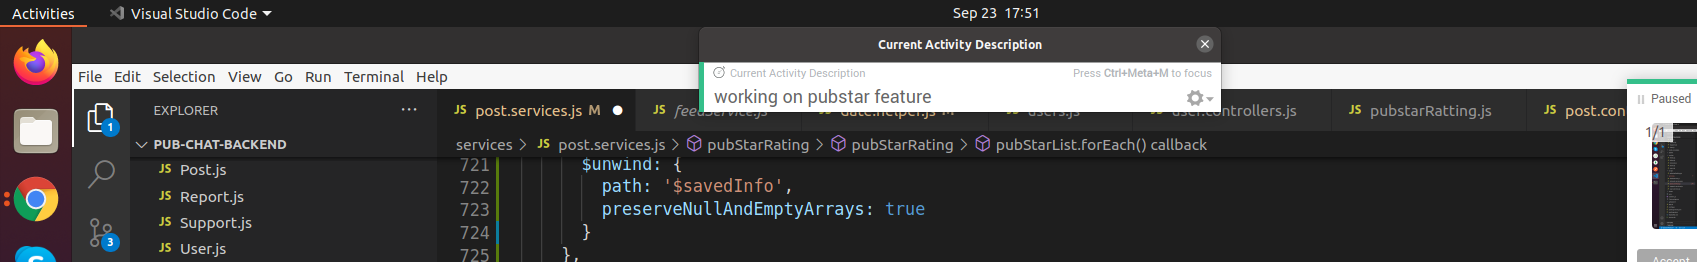 Activities Visual Studio Code Sep 23 17:51
Current Activity Description
File Edit Selection View Go Run Terminal Help
Current Activity Description Press Ctrl+Meta+M to focus
working on pubstar feature
EXPLORER ...
JS post.services.js M JS feedService.js JS date.helper.js M JS users.js JS user.controllers.js JS pubstarRatting.js JS post.con
Paused
1
PUB-CHAT-BACKEND
services > JS post.services.js > pubStarRating > pubStarRating > pubStarList.forEach() callback
1/1
JS Post.js
JS Report.js
JS Support.js
JS User.js
3
721 $unwind: {
722 path: '$savedInfo',
723 preserveNullAndEmptyArrays: true
724 }
725 },
Accept